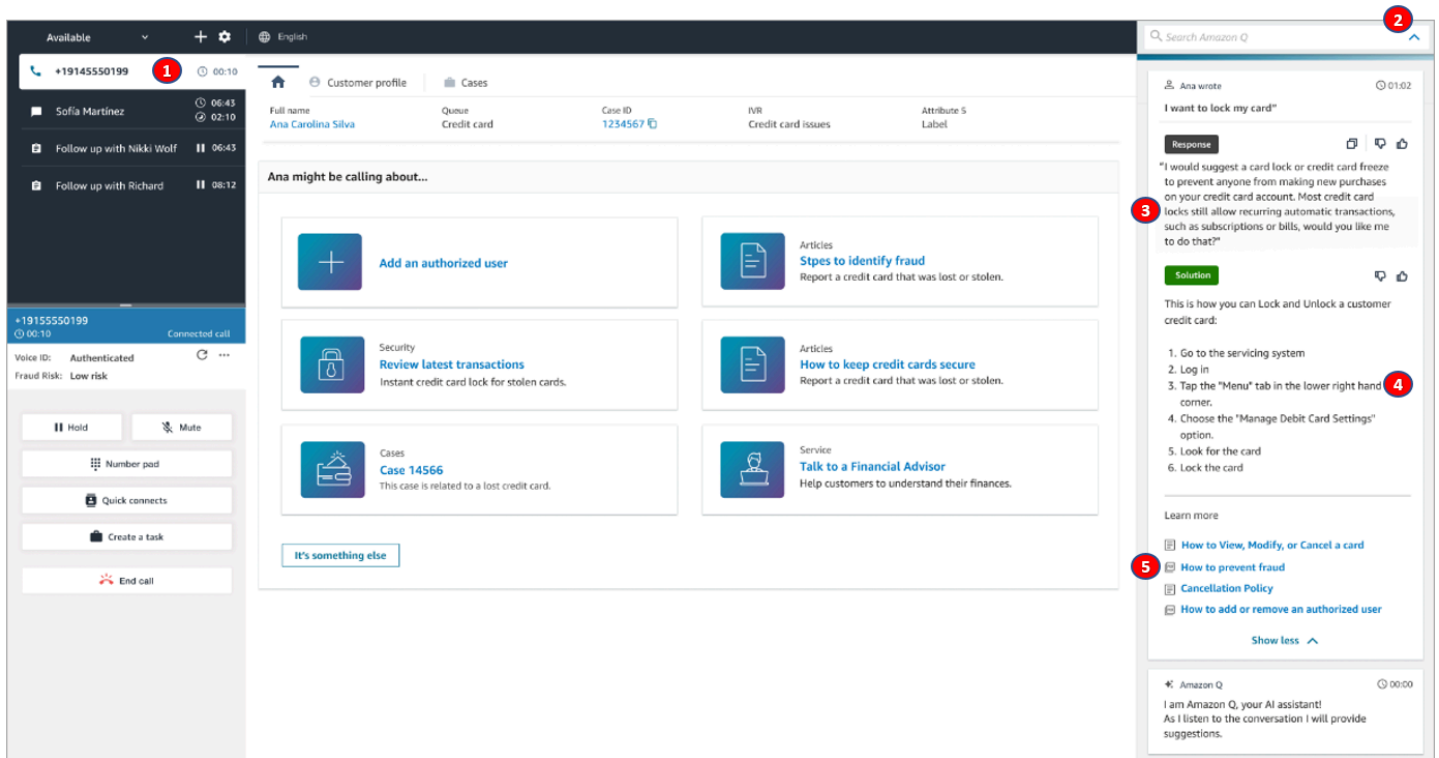 Available
English
Search Amazon Q
2
+19145550199
1
00:10
Sofía Martínez
06:43
02:10
Follow up with Nikki Wolf
06:43
Follow up with Richard
08:12
+19155550199
00:10
Connected call
Voice ID: Authenticated
Fraud Risk: Low risk
Hold
Mute
Number pad
Quick connects
Create a task
End call
Customer profile
Cases
Full name
Queue
Case ID
IVR
Attribute 5
Ana Carolina Silva
Credit card
1234567
Credit card issues
Label
Ana might be calling about...
Add an authorized user
Articles
Stpes to identify fraud
Report a credit card that was lost or stolen.
Security
Review latest transactions
Instant credit card lock for stolen cards.
Articles
How to keep credit cards secure
Report a credit card that was lost or stolen.
Cases
Case 14566
This case is related to a lost credit card.
Service
Talk to a Financial Advisor
Help customers to understand their finances.
It's something else
Ana wrote
01:02
I want to lock my card"
Response
"I would suggest a card lock or credit card freeze
to prevent anyone from making new purchases
on your credit card account. Most credit card
3
locks still allow recurring automatic transactions,
such as subscriptions or bills, would you like me
to do that?"
Solution
This is how you can Lock and Unlock a customer
credit card:
1. Go to the servicing system
2. Log in
3. Tap the "Menu" tab in the lower right hand
4
corner.
4. Choose the "Manage Debit Card Settings"
option.
5. Look for the card
6. Lock the card
Learn more
How to View, Modify, or Cancel a card
5
How to prevent fraud
Cancellation Policy
How to add or remove an authorized user
Show less
Amazon Q
00:00
I am Amazon Q, your AI assistant!
As I listen to the conversation I will provide
suggestions.